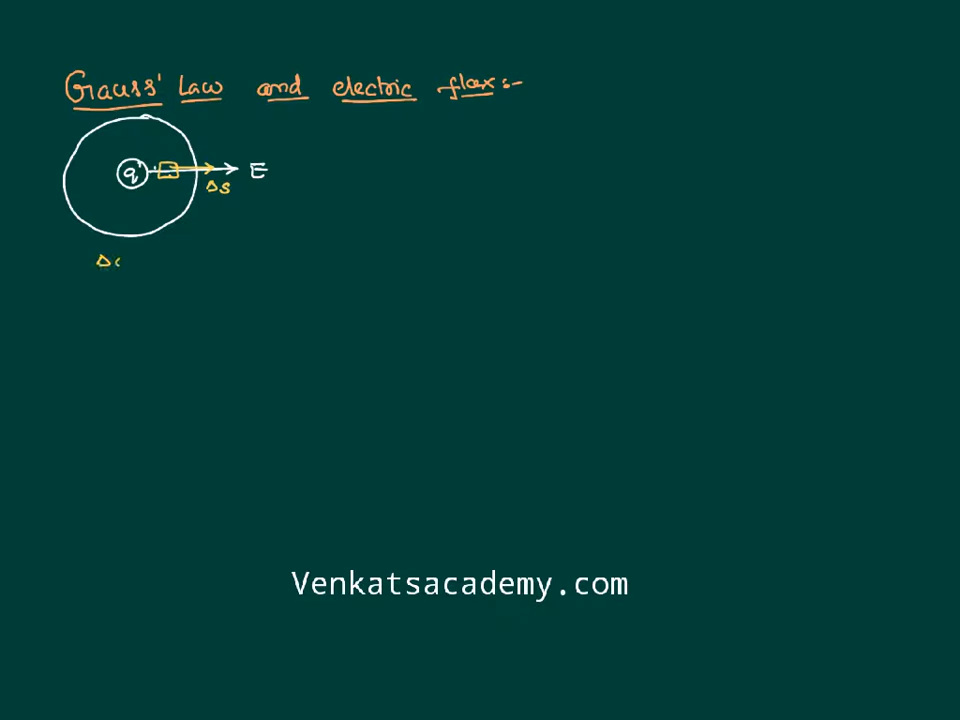 Gauss' Law and electric flux :-
q
E
Δs
Venkatsacademy.com